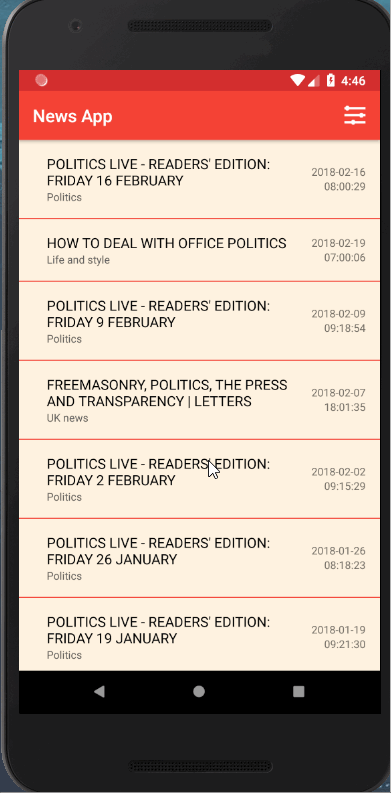 4:46
News App
POLITICS LIVE - READERS' EDITION:
FRIDAY 16 FEBRUARY
Politics
2018-02-16
08:00:29
HOW TO DEAL WITH OFFICE POLITICS
Life and style
2018-02-19
07:00:06
POLITICS LIVE - READERS' EDITION:
FRIDAY 9 FEBRUARY
Politics
2018-02-09
09:18:54
FREEMASONRY, POLITICS, THE PRESS
AND TRANSPARENCY | LETTERS
UK news
2018-02-07
18:01:35
POLITICS LIVE - READERS' EDITION:
FRIDAY 2 FEBRUARY
Politics
2018-02-02
09:15:29
POLITICS LIVE - READERS' EDITION:
FRIDAY 26 JANUARY
Politics
2018-01-26
08:18:23
POLITICS LIVE - READERS' EDITION:
FRIDAY 19 JANUARY
Politics
2018-01-19
09:21:30